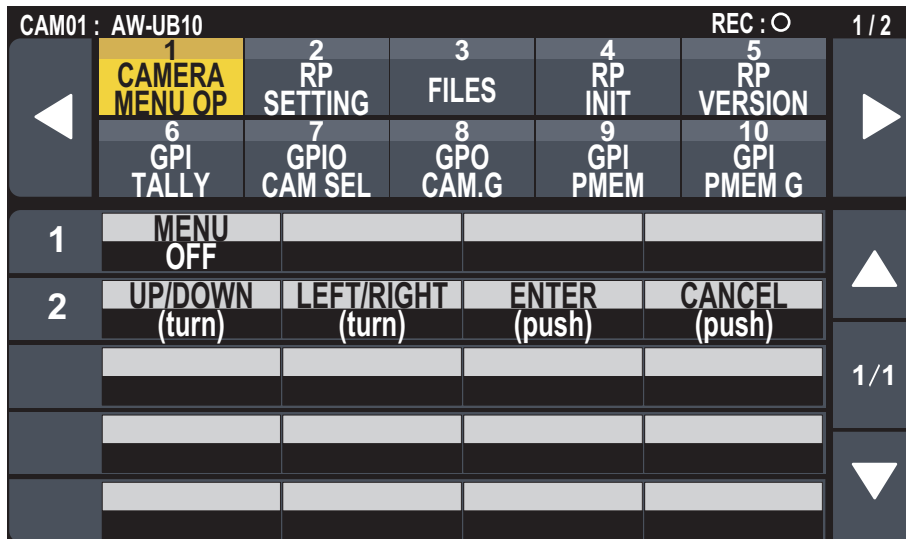 CAM01 : AW-UB10 REC : 1 / 2
1 2 3 4 5
CAMERA MENU OP
RP SETTING
FILES
RP INIT
RP VERSION
6 7 8 9 10
GPI TALLY
GPIO CAM SEL
GPO CAM.G
GPI PMEM
GPI PMEM G
1 MENU
OFF
2 UP/DOWN LEFT/RIGHT ENTER CANCEL
(turn) (turn) (push) (push)
1/1